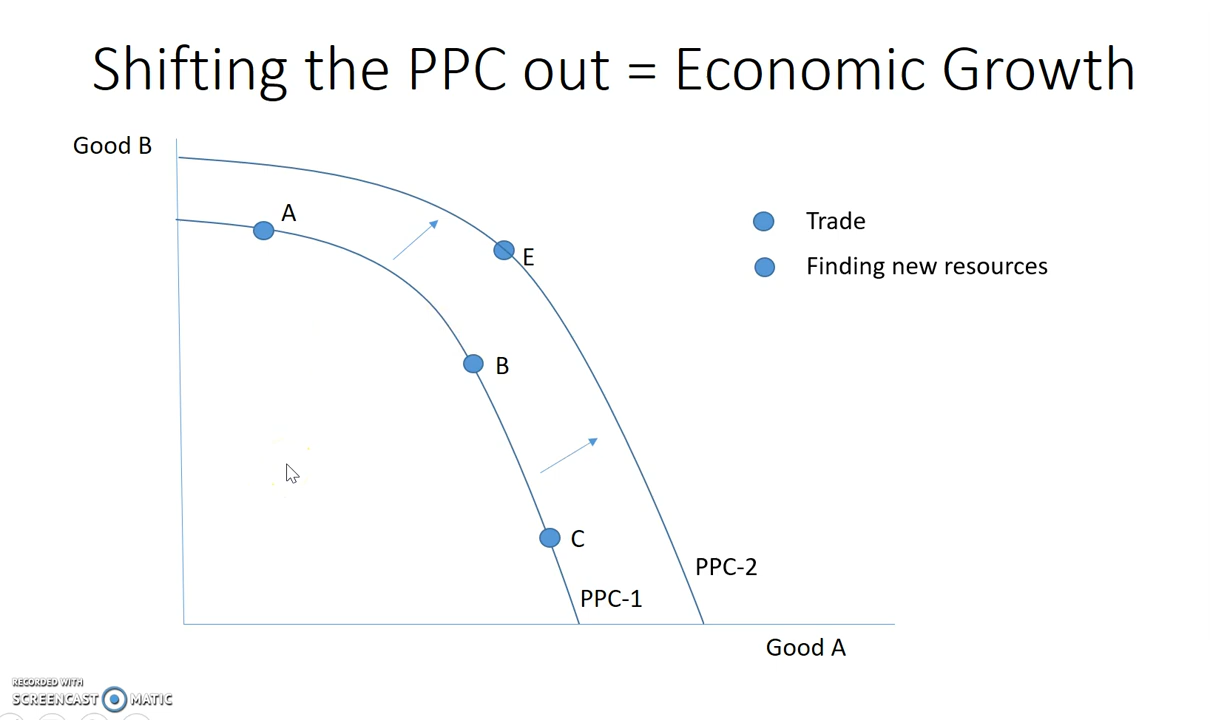 Shifting the PPC out = Economic Growth
Good B
A
E
B
C
PPC-1
PPC-2
Good A
Trade
Finding new resources
RECORDED WITH
SCREENCAST MATIC